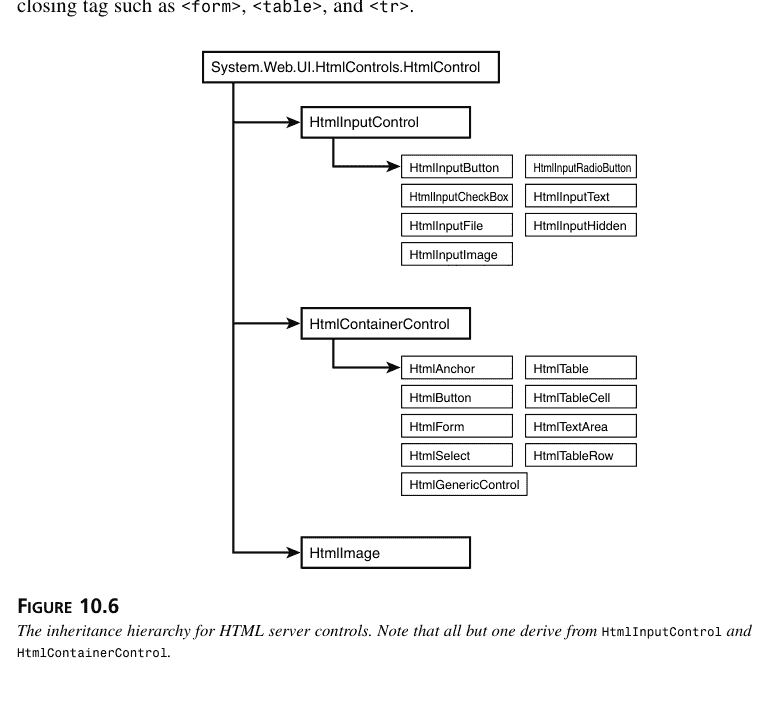 closing tag such as <form>, <table>, and <tr>.
System.Web.UI.HtmlControls.HtmlControl
HtmlInputControl
HtmlInputButton HtmlInputRadioButton
HtmlInputCheckBox HtmlInputText
HtmlInputFile HtmlInputHidden
HtmlInputImage
HtmlContainerControl
HtmlAnchor HtmlTable
HtmlButton HtmlTableCell
HtmlForm HtmlTextArea
HtmlSelect HtmlTableRow
HtmlGenericControl
HtmlImage
FIGURE 10.6
The inheritance hierarchy for HTML server controls. Note that all but one derive from HtmlInputControl and
HtmlContainerControl.